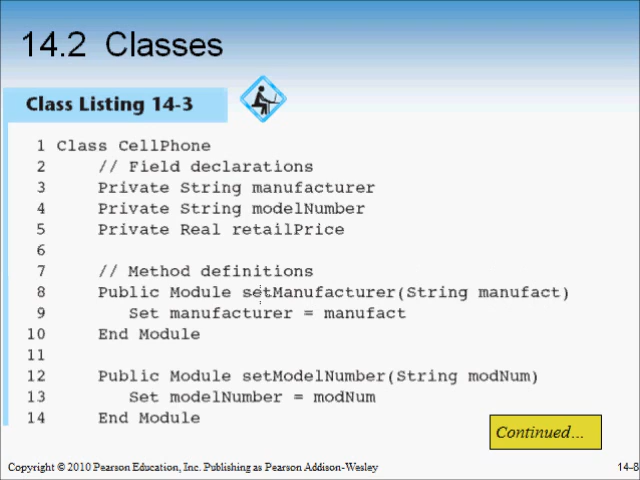 14.2 Classes
Class Listing 14-3
1 Class CellPhone
2     // Field declarations
3     Private String manufacturer
4     Private String modelNumber
5     Private Real retailPrice
6
7     // Method definitions
8     Public Module setManufacturer(String manufact)
9        Set manufacturer = manufact
10     End Module
11
12     Public Module setModelNumber(String modNum)
13        Set modelNumber = modNum
14     End Module
Continued...
Copyright © 2010 Pearson Education, Inc. Publishing as Pearson Addison-Wesley
14-8